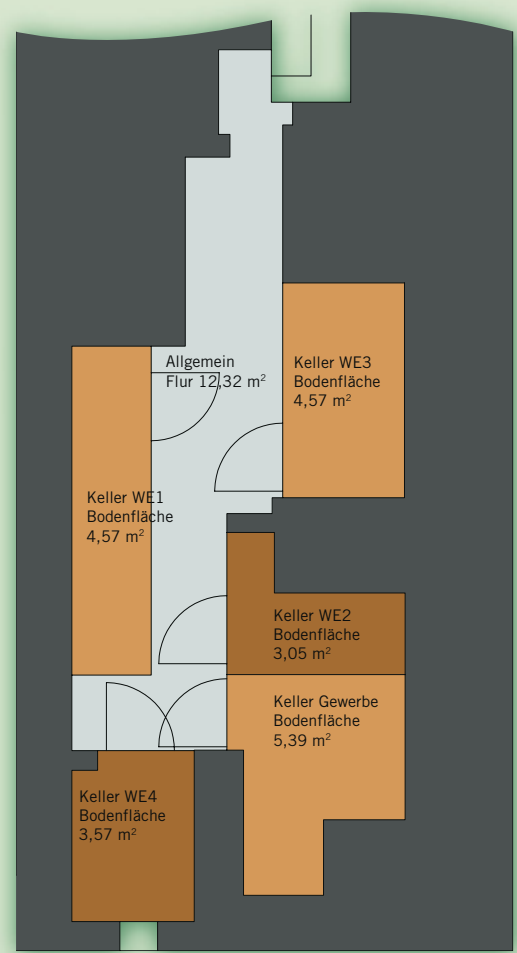 Allgemein
Flur 12,32 m²
Keller WE3
Bodenfläche
4,57 m²
Keller WE1
Bodenfläche
4,57 m²
Keller WE2
Bodenfläche
3,05 m²
Keller Gewerbe
Bodenfläche
5,39 m²
Keller WE4
Bodenfläche
3,57 m²